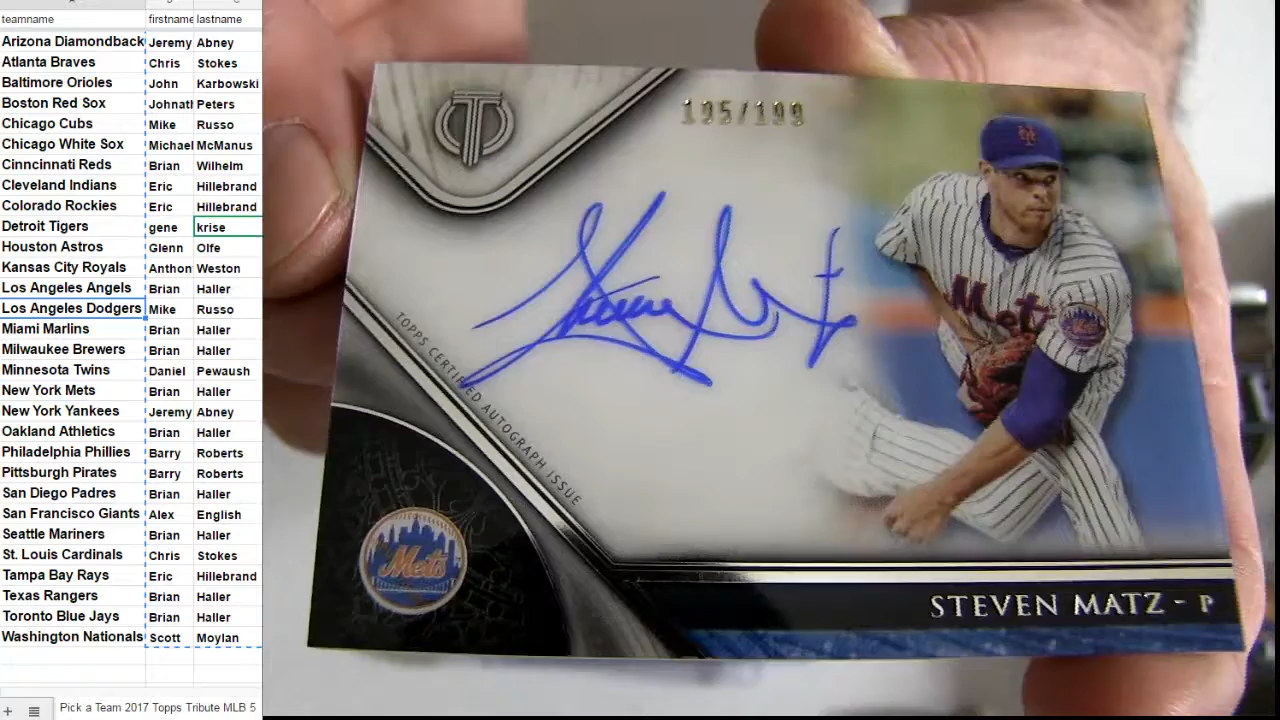 teamname firstname lastname
Arizona Diamondback Jeremy Abney
Atlanta Braves Chris Stokes
Baltimore Orioles John Karbowski
Boston Red Sox Johnatl Peters
Chicago Cubs Mike Russo
Chicago White Sox Michael McManus
Cinncincati Reds Brian Wilhelm
Cleveland Indians Eric Hillebrand
Colorado Rockies Eric Hillebrand
Detroit Tigers gene krise
Houston Astros Glenn Olfe
Kansas City Royals Anthon Weston
Los Angeles Angels Brian Haller
Los Angeles Dodgers Mike Russo
Miami Marlins Brian Haller
Milwaukee Brewers Brian Haller
Minnesota Twins Daniel Pewaush
New York Mets Brian Haller
New York Yankees Jeremy Abney
Oakland Athletics Brian Haller
Philadelphia Phillies Barry Roberts
Pittsburgh Pirates Barry Roberts
San Diego Padres Brian Haller
San Francisco Giants Alex English
Seattle Mariners Brian Haller
St. Louis Cardinals Chris Stokes
Tampa Bay Rays Eric Hillebrand
Texas Rangers Brian Haller
Toronto Blue Jays Brian Haller
Washington Nationals Scott Moylan
Pick a Team 2017 Topps Tribute MLB 5
195/199
Steven Matz
TOPPS CERTIFIED AUTOGRAPH ISSUE
Mets
Mets
STEVEN MATZ - P